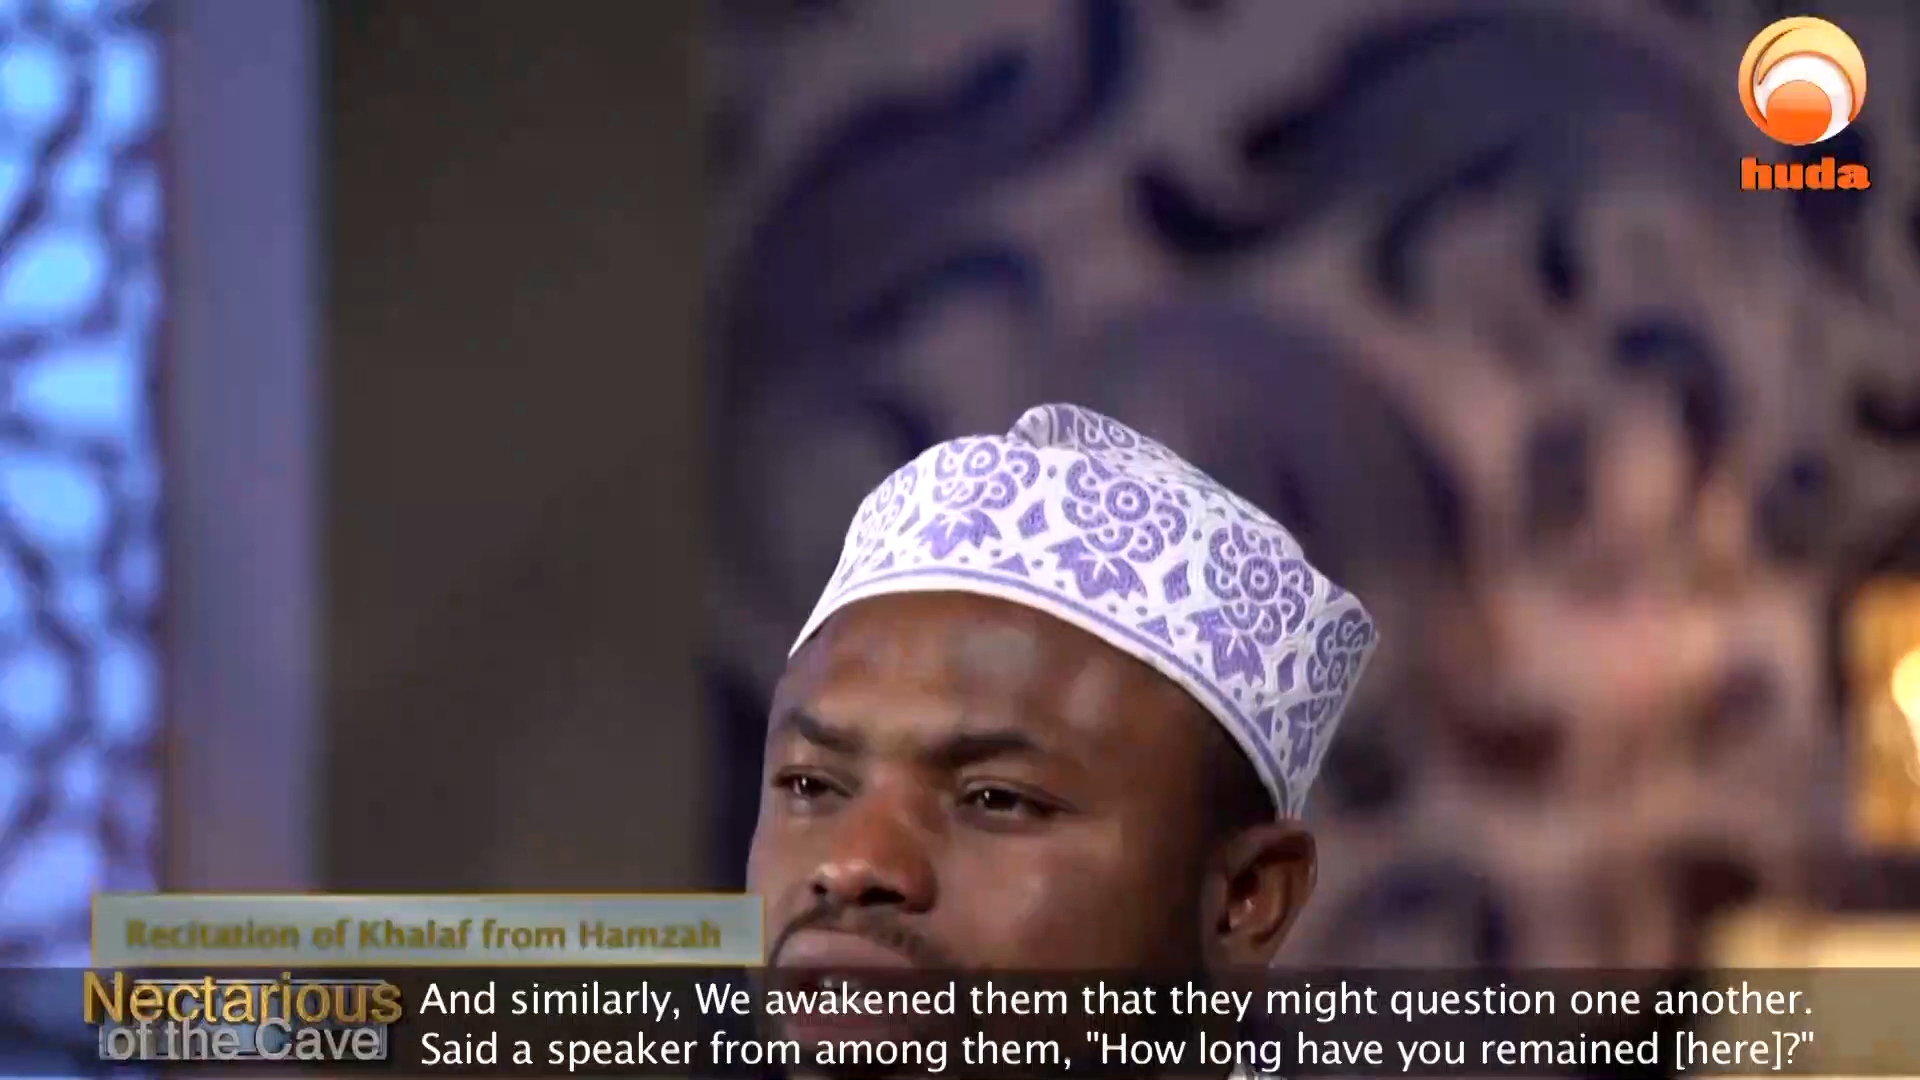 huda
Recitation of Khalaf from Hamzah
Nectarious
of the Cave
And similarly, We awakened them that they might question one another.
Said a speaker from among them, "How long have you remained [here]?"